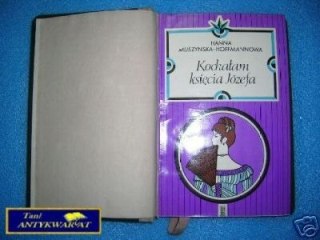 HANNA
MUSZYŃSKA-HOFFMANNOWA
Kochałam
księcia Józefa
Tani
ANTYKWARIAT